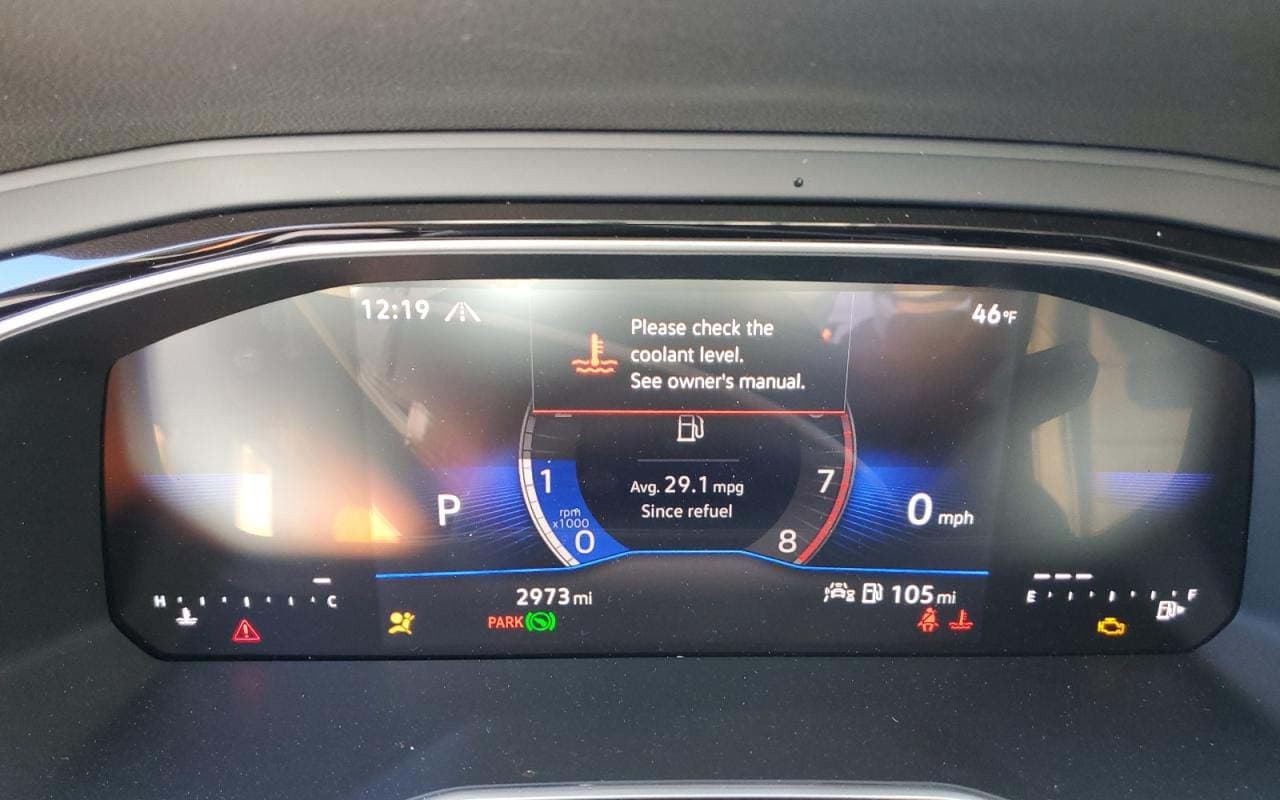 12:19
46°F
Please check the
coolant level.
See owner's manual.
1
7
Avg. 29.1 mpg
Since refuel
rpm
x1000
0
8
P
0 mph
2973 mi
105 mi
H
C
E
F
PARK